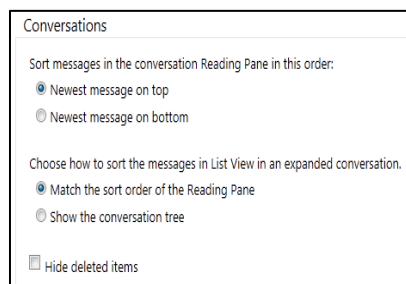 Conversations
Sort messages in the conversation Reading Pane in this order:
Newest message on top
Newest message on bottom
Choose how to sort the messages in List View in an expanded conversation.
Match the sort order of the Reading Pane
Show the conversation tree
Hide deleted items